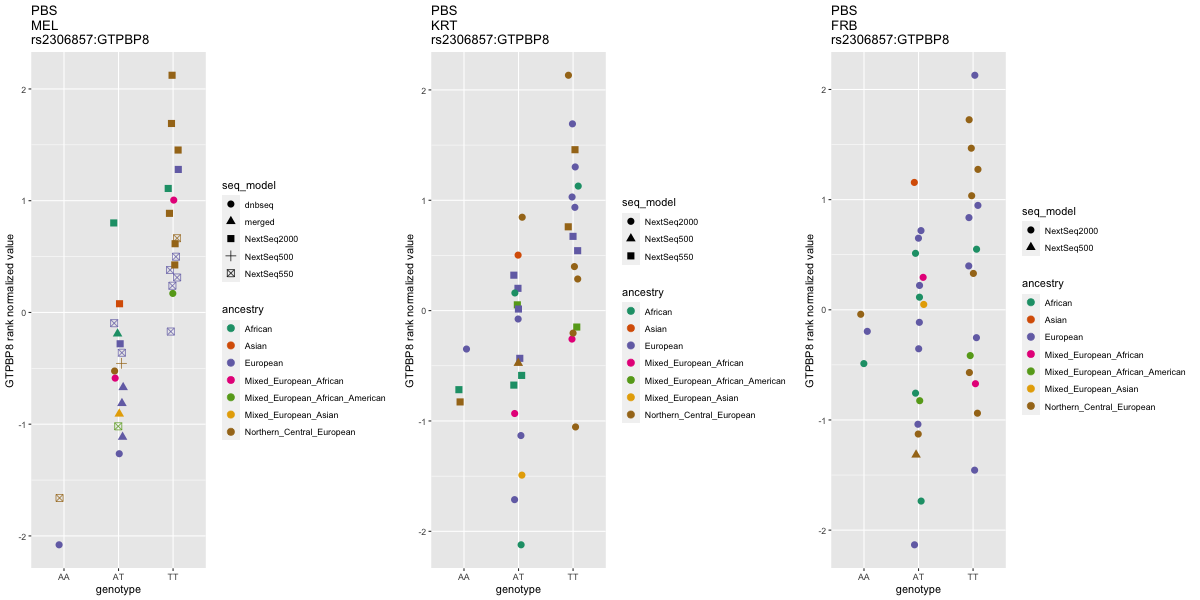 PBS
MEL
rs2306857:GTPBP8
GTPBP8 rank normalized value
2
1
0
-1
-2
AA
AT
TT
genotype
seq_model
dnbseq
merged
NextSeq2000
NextSeq500
NextSeq550
ancestry
African
Asian
European
Mixed_European_African
Mixed_European_African_American
Mixed_European_Asian
Northern_Central_European
PBS
KRT
rs2306857:GTPBP8
GTPBP8 rank normalized value
2
1
0
-1
-2
AA
AT
TT
genotype
seq_model
NextSeq2000
NextSeq500
NextSeq550
ancestry
African
Asian
European
Mixed_European_African
Mixed_European_African_American
Mixed_European_Asian
Northern_Central_European
PBS
FRB
rs2306857:GTPBP8
GTPBP8 rank normalized value
2
1
0
-1
-2
AA
AT
TT
genotype
seq_model
NextSeq2000
NextSeq500
ancestry
African
Asian
European
Mixed_European_African
Mixed_European_African_American
Mixed_European_Asian
Northern_Central_European